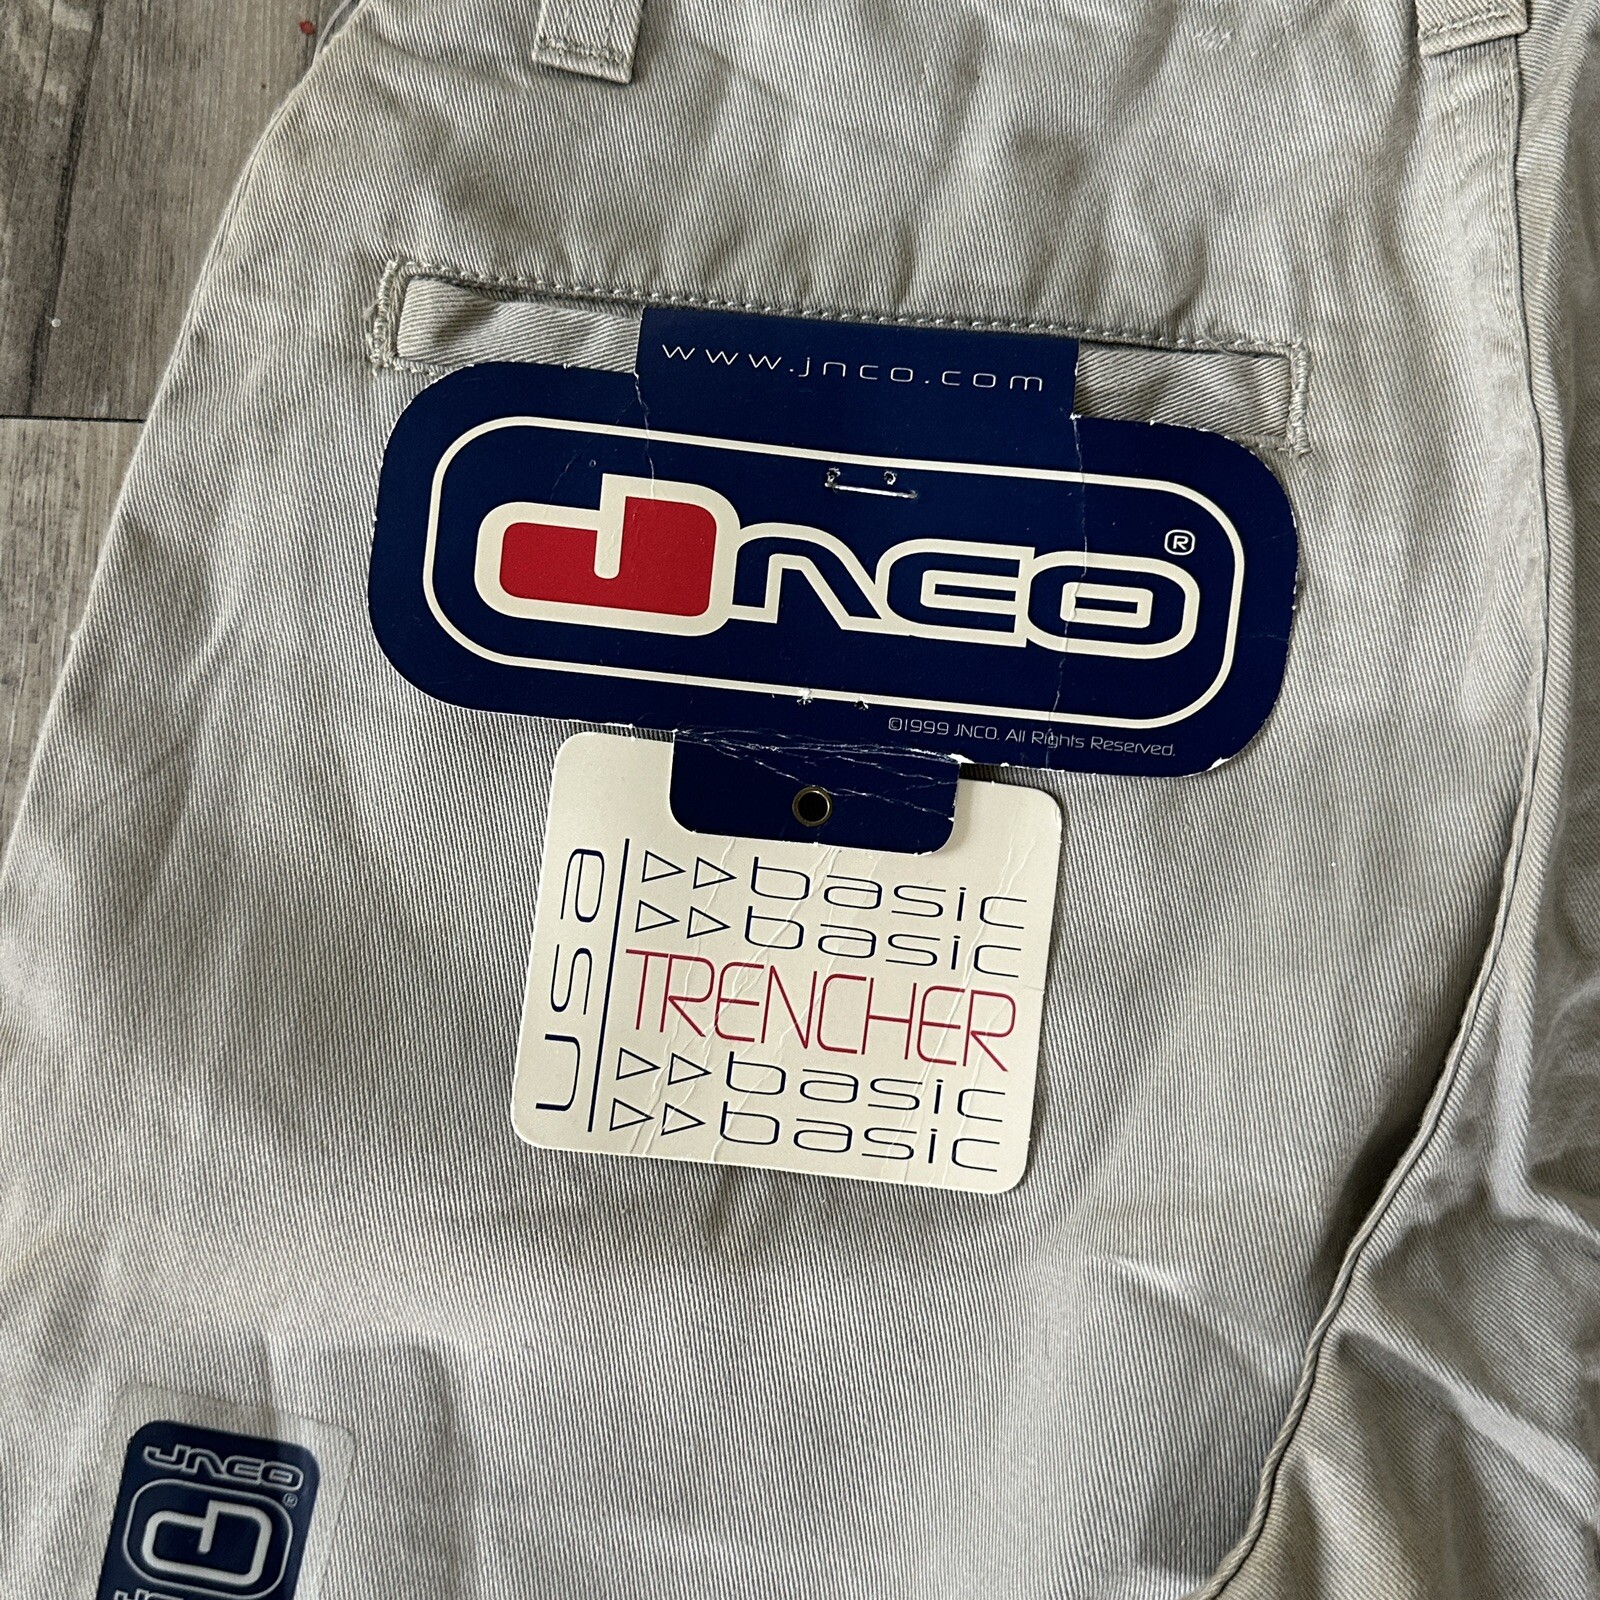 www.jnco.com
JNCO®
©1999 JNCO. All Rights Reserved.
usa
▷▷basic
▷▷basic
TRENCHER
▷▷basic
▷▷basic
JNCO
®